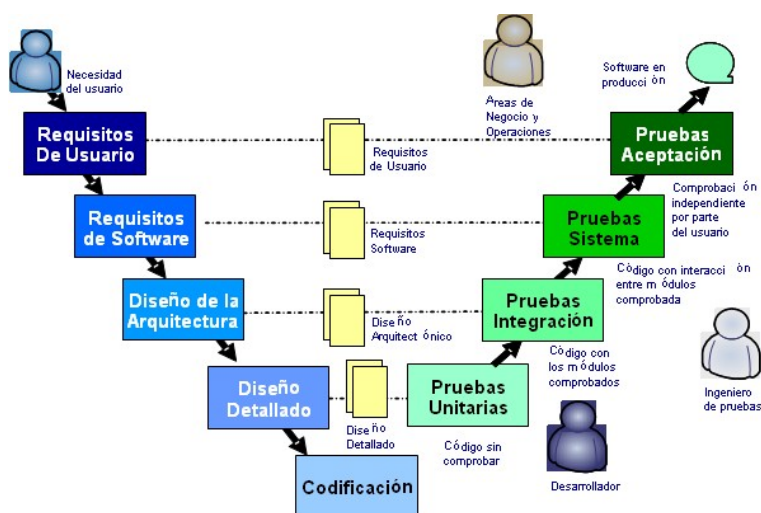 Necesidad
del usuario
Areas de
Negocio y
Operaciones
Software en
producción
Requisitos
De Usuario
Requisitos
de Usuario
Pruebas
Aceptación
Comprobación
independiente
por parte
del usuario
Requisitos
de Software
Requisitos
Software
Pruebas
Sistema
Código con interacción
entre módulos
comprobada
Diseño de la
Arquitectura
Diseño
Arquitectónico
Pruebas
Integración
Código con
los módulos
comprobados
Ingeniero
de pruebas
Diseño
Detallado
Diseño
Detallado
Pruebas
Unitarias
Código sin
comprobar
Desarrollador
Codificación